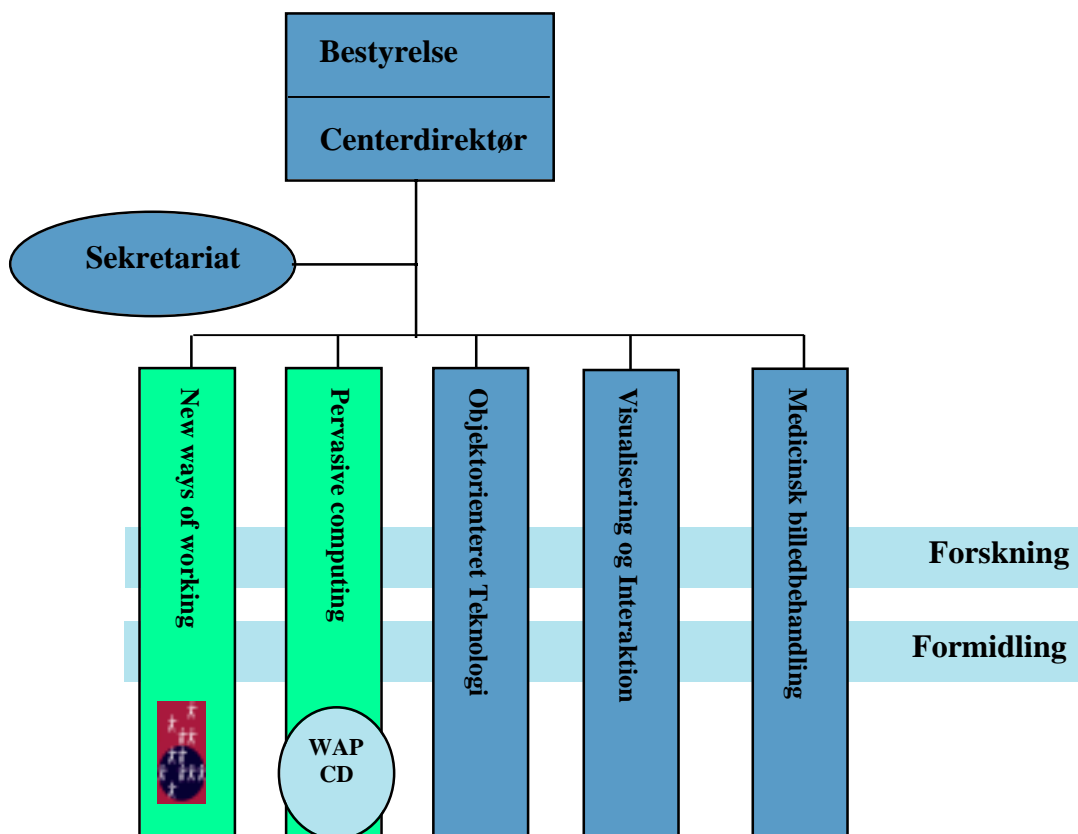 Bestyrelse
Centerdirektør
Sekretariat
New ways of working
Pervasive computing
Objektorienteret Teknologi
Visualisering og Interaktion
Medicinsk billedbehandling
Forskning
Formidling
WAP
CD